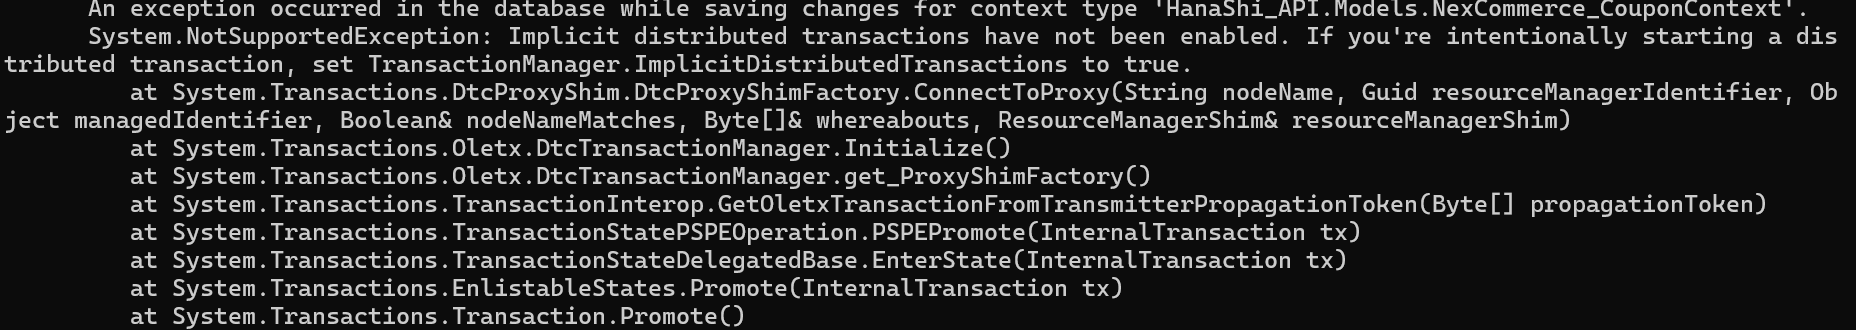 An exception occurred in the database while saving changes for context type 'HanaShi_API.Models.NexCommerce_CouponContext'.
System.NotSupportedException: Implicit distributed transactions have not been enabled. If you're intentionally starting a dis
tributed transaction, set TransactionManager.ImplicitDistributedTransactions to true.
at System.Transactions.DtcProxyShim.DtcProxyShimFactory.ConnectToProxy(String nodeName, Guid resourceManagerIdentifier, Ob
ject managedIdentifier, Boolean& nodeNameMatches, Byte[]& whereabouts, ResourceManagerShim& resourceManagerShim)
at System.Transactions.Oletx.DtcTransactionManager.Initialize()
at System.Transactions.Oletx.DtcTransactionManager.get_ProxyShimFactory()
at System.Transactions.TransactionInterop.GetOletxTransactionFromTransmitterPropagationToken(Byte[] propagationToken)
at System.Transactions.TransactionStatePSPEOperation.PSPEPromote(InternalTransaction tx)
at System.Transactions.TransactionStateDelegatedBase.EnterState(InternalTransaction tx)
at System.Transactions.EnlistableStates.Promote(InternalTransaction tx)
at System.Transactions.Transaction.Promote()